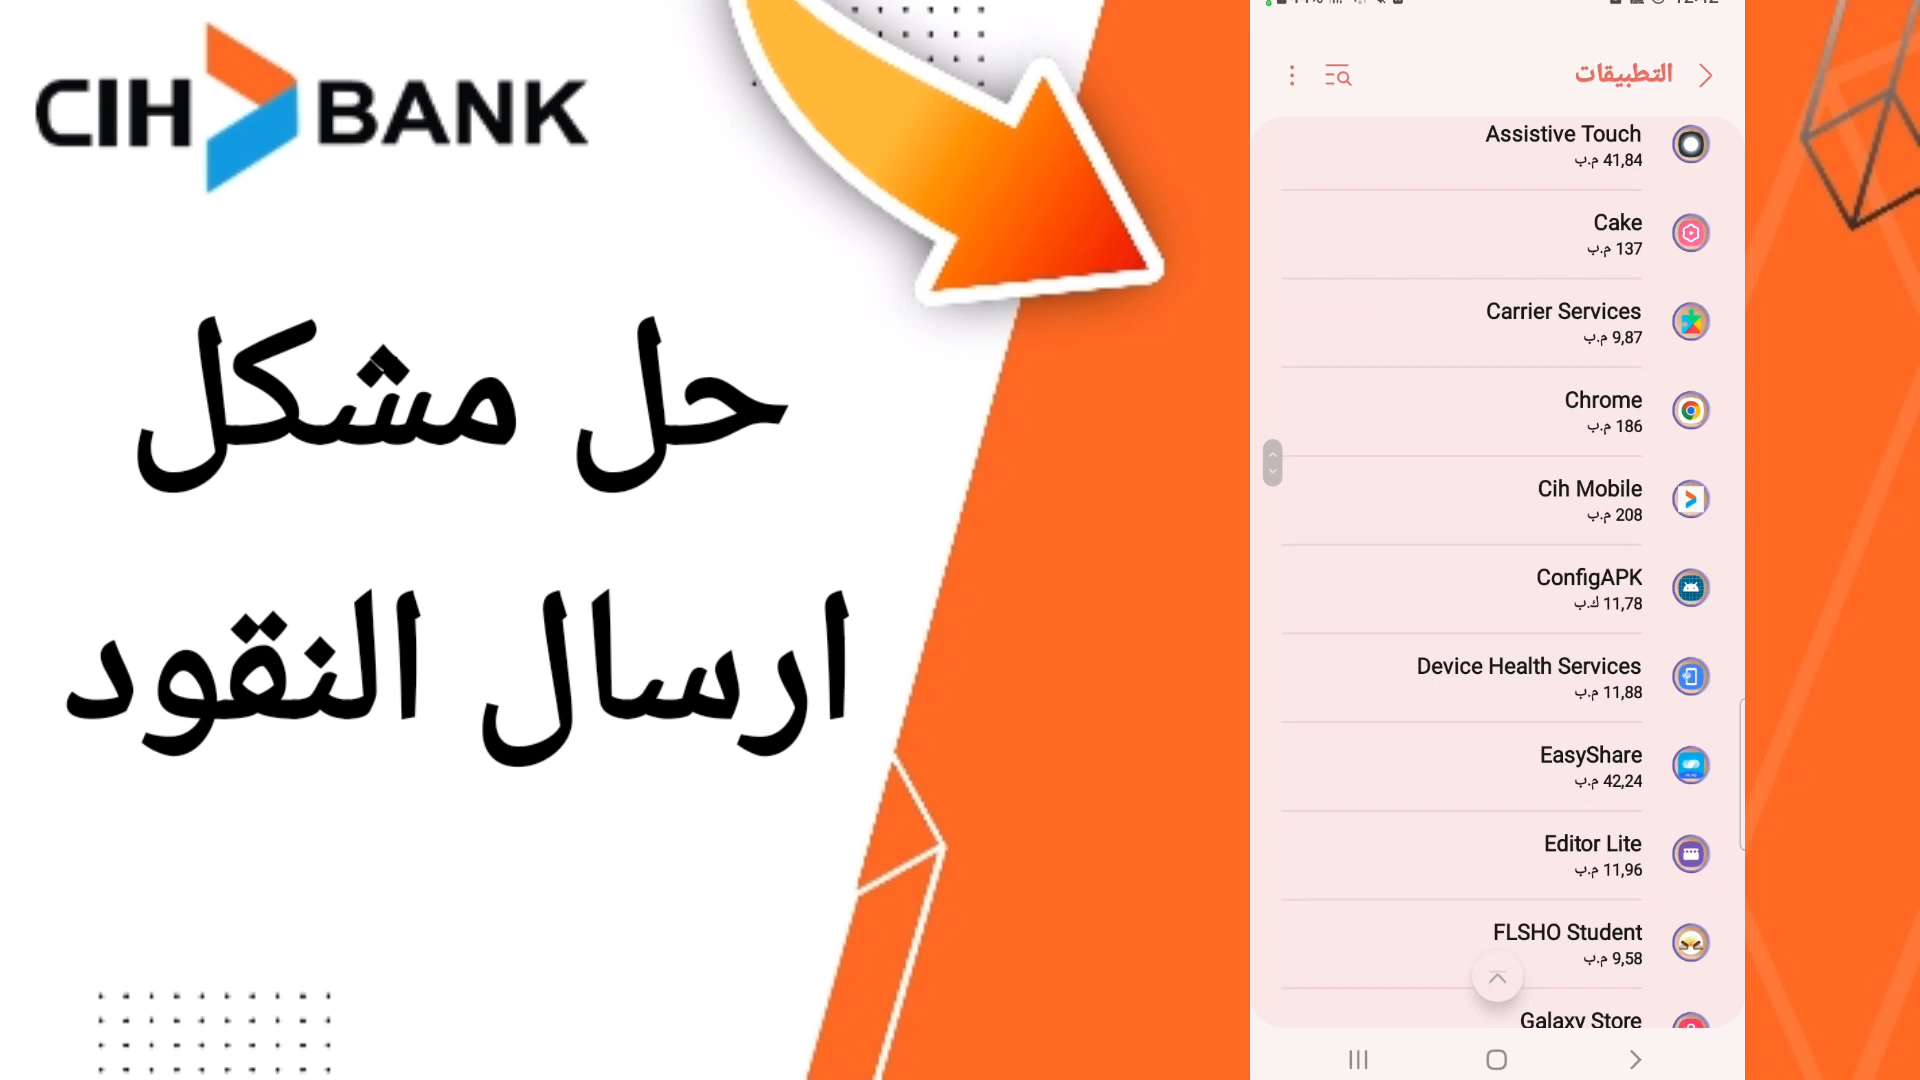 CIH BANK
حل مشكل
ارسال النقود
التطبيقات
Assistive Touch
41,84 م.ب
Cake
137 م.ب
Carrier Services
9,87 م.ب
Chrome
186 م.ب
Cih Mobile
208 م.ب
ConfigAPK
11,78 ك.ب
Device Health Services
11,88 م.ب
EasyShare
42,24 م.ب
Editor Lite
11,96 م.ب
FLSHO Student
9,58 م.ب
Galaxy Store